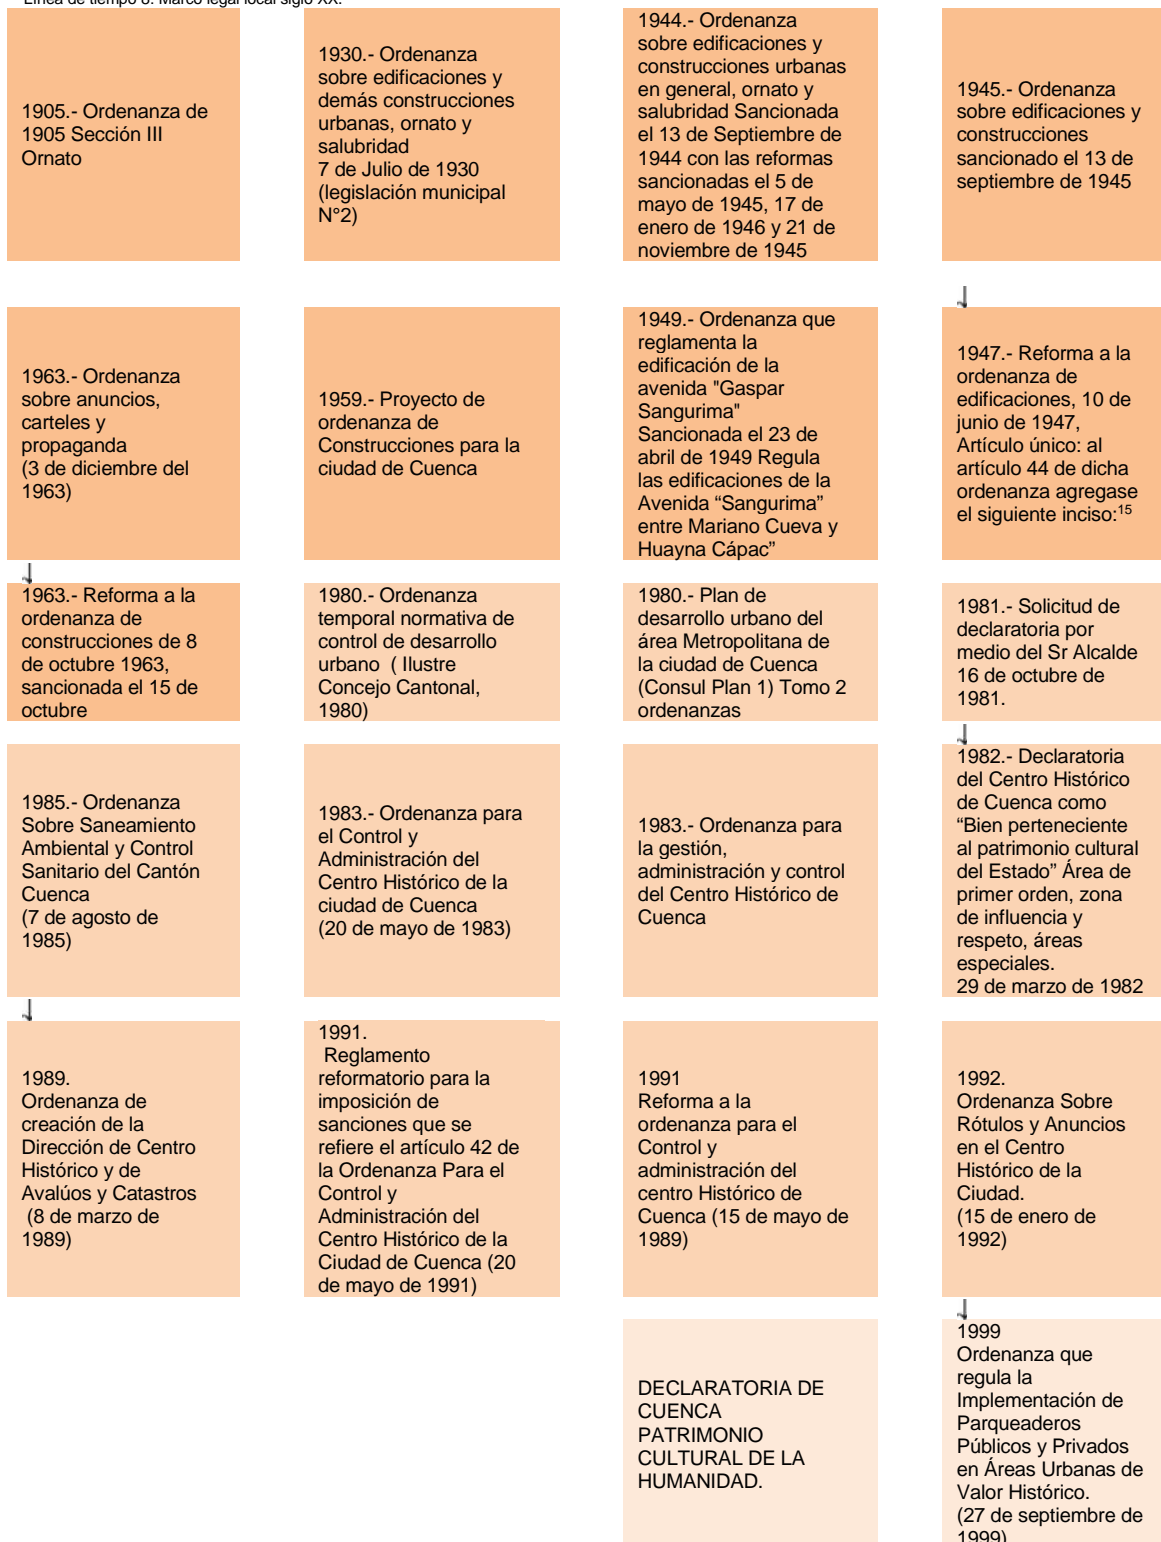 Línea de tiempo Marco legal local siglo XX.
1905.- Ordenanza de
1905 Sección III
Ornato
1930.- Ordenanza
sobre edificaciones y
demás construcciones
urbanas, ornato y
salubridad
7 de Julio de 1930
(legislación municipal
N°2)
1944.- Ordenanza
sobre edificaciones y
construcciones urbanas
en general, ornato y
salubridad Sancionada
el 13 de Septiembre de
1944 con las reformas
sancionadas el 5 de
mayo de 1945, 17 de
enero de 1946 y 21 de
noviembre de 1945
1945.- Ordenanza
sobre edificaciones y
construcciones
sancionado el 13 de
septiembre de 1945
1947.- Reforma a la
ordenanza de
edificaciones, 10 de
junio de 1947,
Artículo único: al
artículo 44 de dicha
ordenanza agregase
el siguiente inciso:15
1949.- Ordenanza que
reglamenta la
edificación de la
avenida "Gaspar
Sangurima"
Sancionada el 23 de
abril de 1949 Regula
las edificaciones de la
Avenida “Sangurima”
entre Mariano Cueva y
Huayna Cápac”
1959.- Proyecto de
ordenanza de
Construcciones para la
ciudad de Cuenca
1963.- Ordenanza
sobre anuncios,
carteles y
propaganda
(3 de diciembre del
1963)
1963.- Reforma a la
ordenanza de
construcciones de 8
de octubre 1963,
sancionada el 15 de
octubre
1980.- Ordenanza
temporal normativa de
control de desarrollo
urbano ( Ilustre
Concejo Cantonal,
1980)
1980.- Plan de
desarrollo urbano del
área Metropolitana de
la ciudad de Cuenca
(Consul Plan 1) Tomo 2
ordenanzas
1981.- Solicitud de
declaratoria por
medio del Sr Alcalde
16 de octubre de
1981.
1982.- Declaratoria
del Centro Histórico
de Cuenca como
“Bien perteneciente
al patrimonio cultural
del Estado” Área de
primer orden, zona
de influencia y
respeto, áreas
especiales.
29 de marzo de 1982
1983.- Ordenanza para
la gestión,
administración y control
del Centro Histórico de
Cuenca
1983.- Ordenanza para
el Control y
Administración del
Centro Histórico de la
ciudad de Cuenca
(20 de mayo de 1983)
1985.- Ordenanza
Sobre Saneamiento
Ambiental y Control
Sanitario del Cantón
Cuenca
(7 de agosto de
1985)
1989.
Ordenanza de
creación de la
Dirección de Centro
Histórico y de
Avalúos y Catastros
(8 de marzo de
1989)
1991.
Reglamento
reformatorio para la
imposición de
sanciones que se
refiere el artículo 42 de
la Ordenanza Para el
Control y
Administración del
Centro Histórico de la
Ciudad de Cuenca (20
de mayo de 1991)
1991
Reforma a la
ordenanza para el
Control y
administración del
centro Histórico de
Cuenca (15 de mayo de
1989)
1992.
Ordenanza Sobre
Rótulos y Anuncios
en el Centro
Histórico de la
Ciudad.
(15 de enero de
1992)
1999
Ordenanza que
regula la
Implementación de
Parqueaderos
Públicos y Privados
en Áreas Urbanas de
Valor Histórico.
(27 de septiembre de
1999)
DECLARATORIA DE
CUENCA
PATRIMONIO
CULTURAL DE LA
HUMANIDAD.